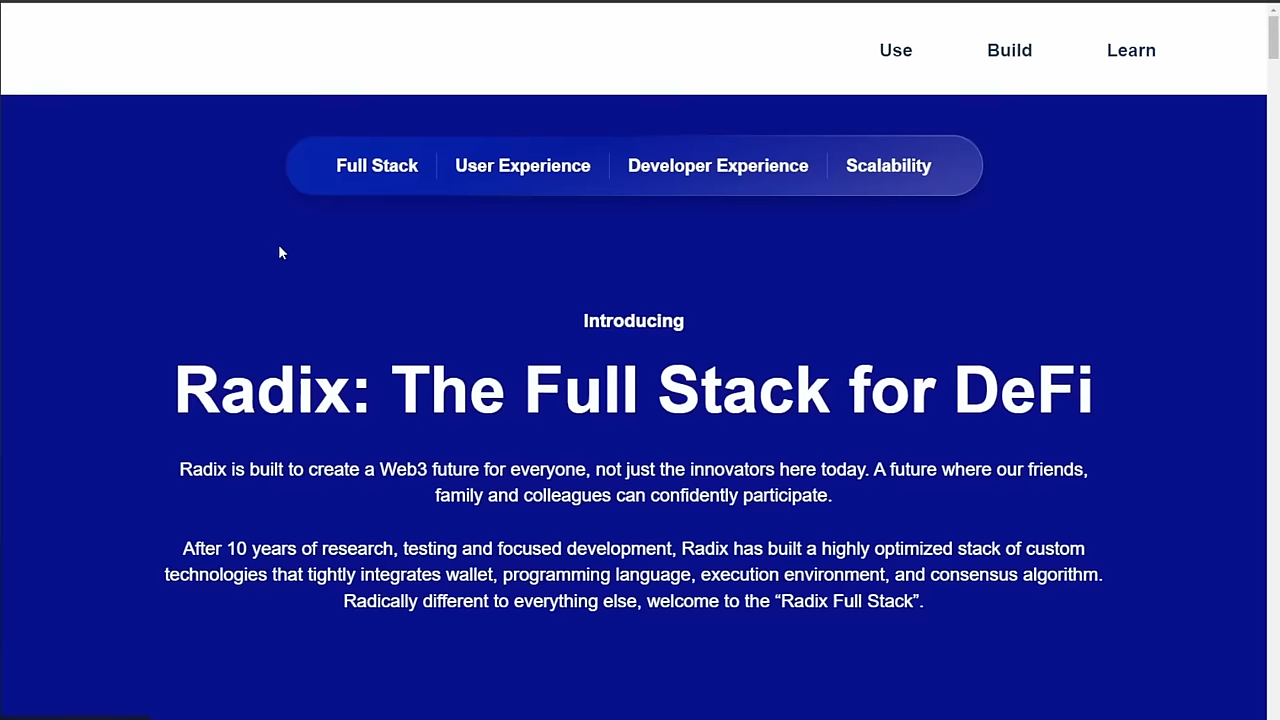 Use Build Learn
Full Stack User Experience Developer Experience Scalability
Introducing
Radix: The Full Stack for DeFi
Radix is built to create a Web3 future for everyone, not just the innovators here today. A future where our friends,
family and colleagues can confidently participate.
After 10 years of research, testing and focused development, Radix has built a highly optimized stack of custom
technologies that tightly integrates wallet, programming language, execution environment, and consensus algorithm.
Radically different to everything else, welcome to the “Radix Full Stack”.